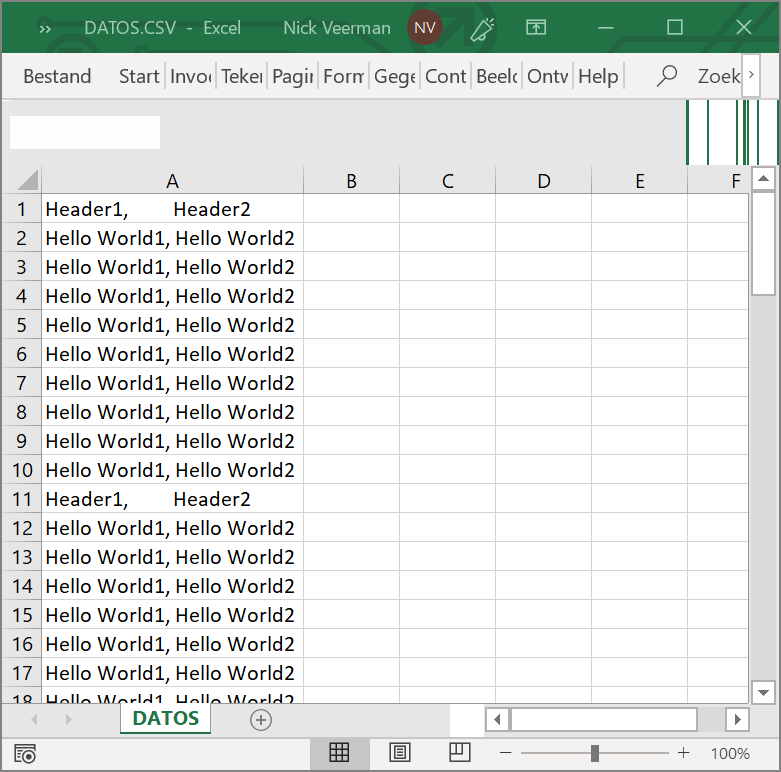 » DATOS.CSV - Excel Nick Veerman NV
Bestand Start Invo Teker Pagir Form Gege Cont Beeld Ontv Help Zoek
A B C D E F
1 Header1, Header2
2 Hello World1, Hello World2
3 Hello World1, Hello World2
4 Hello World1, Hello World2
5 Hello World1, Hello World2
6 Hello World1, Hello World2
7 Hello World1, Hello World2
8 Hello World1, Hello World2
9 Hello World1, Hello World2
10 Hello World1, Hello World2
11 Header1, Header2
12 Hello World1, Hello World2
13 Hello World1, Hello World2
14 Hello World1, Hello World2
15 Hello World1, Hello World2
16 Hello World1, Hello World2
17 Hello World1, Hello World2
18 Hello World1, Hello World2
DATOS
100%